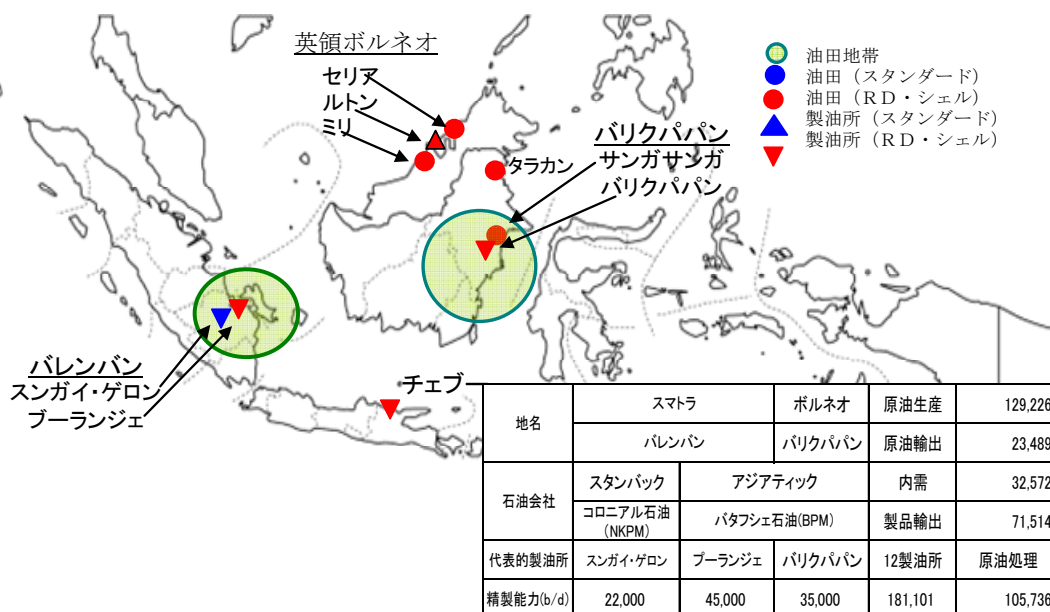 英領ボルネオ
セリア
ルトン
ミリ
タラカン
バリクパパン
サンガサンガ
バリクパパン
油田地帯
油田（スタンダード）
油田（ＲＤ・シェル）
製油所（スタンダード）
製油所（ＲＤ・シェル）
バレンバン
スンガイ・ゲロン
ブーランジェ
チェブ
地名 スマトラ ボルネオ 原油生産 129,226
バレンバン バリクパパン 原油輸出 23,489
石油会社 スタンバック アジアティック 内需 32,572
コロニアル石油(NKPM) バタフシェ石油(BPM) 製品輸出 71,514
代表的製油所 スンガイ・ゲロン プーランジェ バリクパパン 12製油所 原油処理
精製能力(b/d) 22,000 45,000 35,000 181,101 105,736